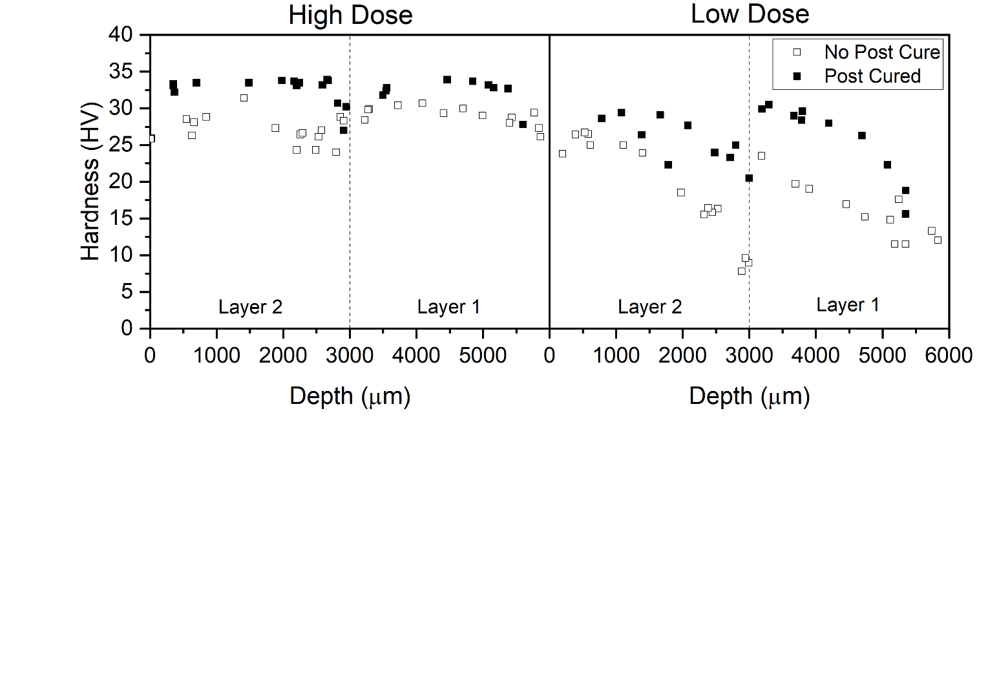 High Dose
Low Dose
No Post Cure
Post Cured
Hardness (HV)
40
35
30
25
20
15
10
5
0
Layer 2
Layer 1
Layer 2
Layer 1
0 1000 2000 3000 4000 5000 0 1000 2000 3000 4000 5000 6000
Depth (μm)
Depth (μm)